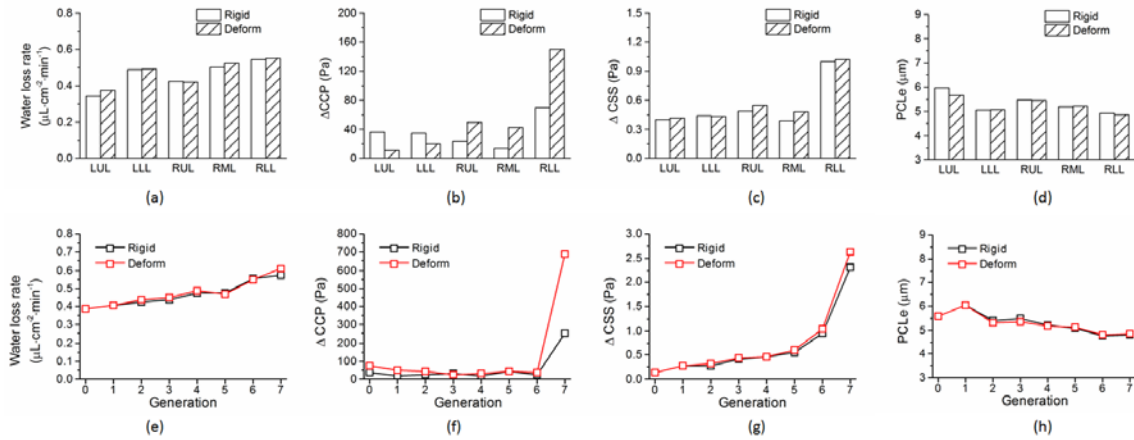 Water loss rate
(μL·cm-2·min-1)
0.8
0.6
0.4
0.2
0.0
Rigid
Deform
LUL LLL RUL RML RLL
(a)
ΔCCP (Pa)
200
160
120
80
40
0
Rigid
Deform
LUL LLL RUL RML RLL
(b)
Δ CSS (Pa)
1.5
1.2
0.9
0.6
0.3
0.0
Rigid
Deform
LUL LLL RUL RML RLL
(c)
PCLe (μm)
9
8
7
6
5
4
3
Rigid
Deform
LUL LLL RUL RML RLL
(d)
Water loss rate
(μL·cm-2·min-1)
0.8
0.7
0.6
0.5
0.4
0.3
0.2
0.1
0.0
Rigid
Deform
0 1 2 3 4 5 6 7
Generation
(e)
Δ CCP (Pa)
800
700
600
500
400
300
200
100
0
Rigid
Deform
0 1 2 3 4 5 6 7
Generation
(f)
Δ CSS (Pa)
3.0
2.5
2.0
1.5
1.0
0.5
0.0
Rigid
Deform
0 1 2 3 4 5 6 7
Generation
(g)
PCLe (μm)
9
8
7
6
5
4
3
Rigid
Deform
0 1 2 3 4 5 6 7
Generation
(h)